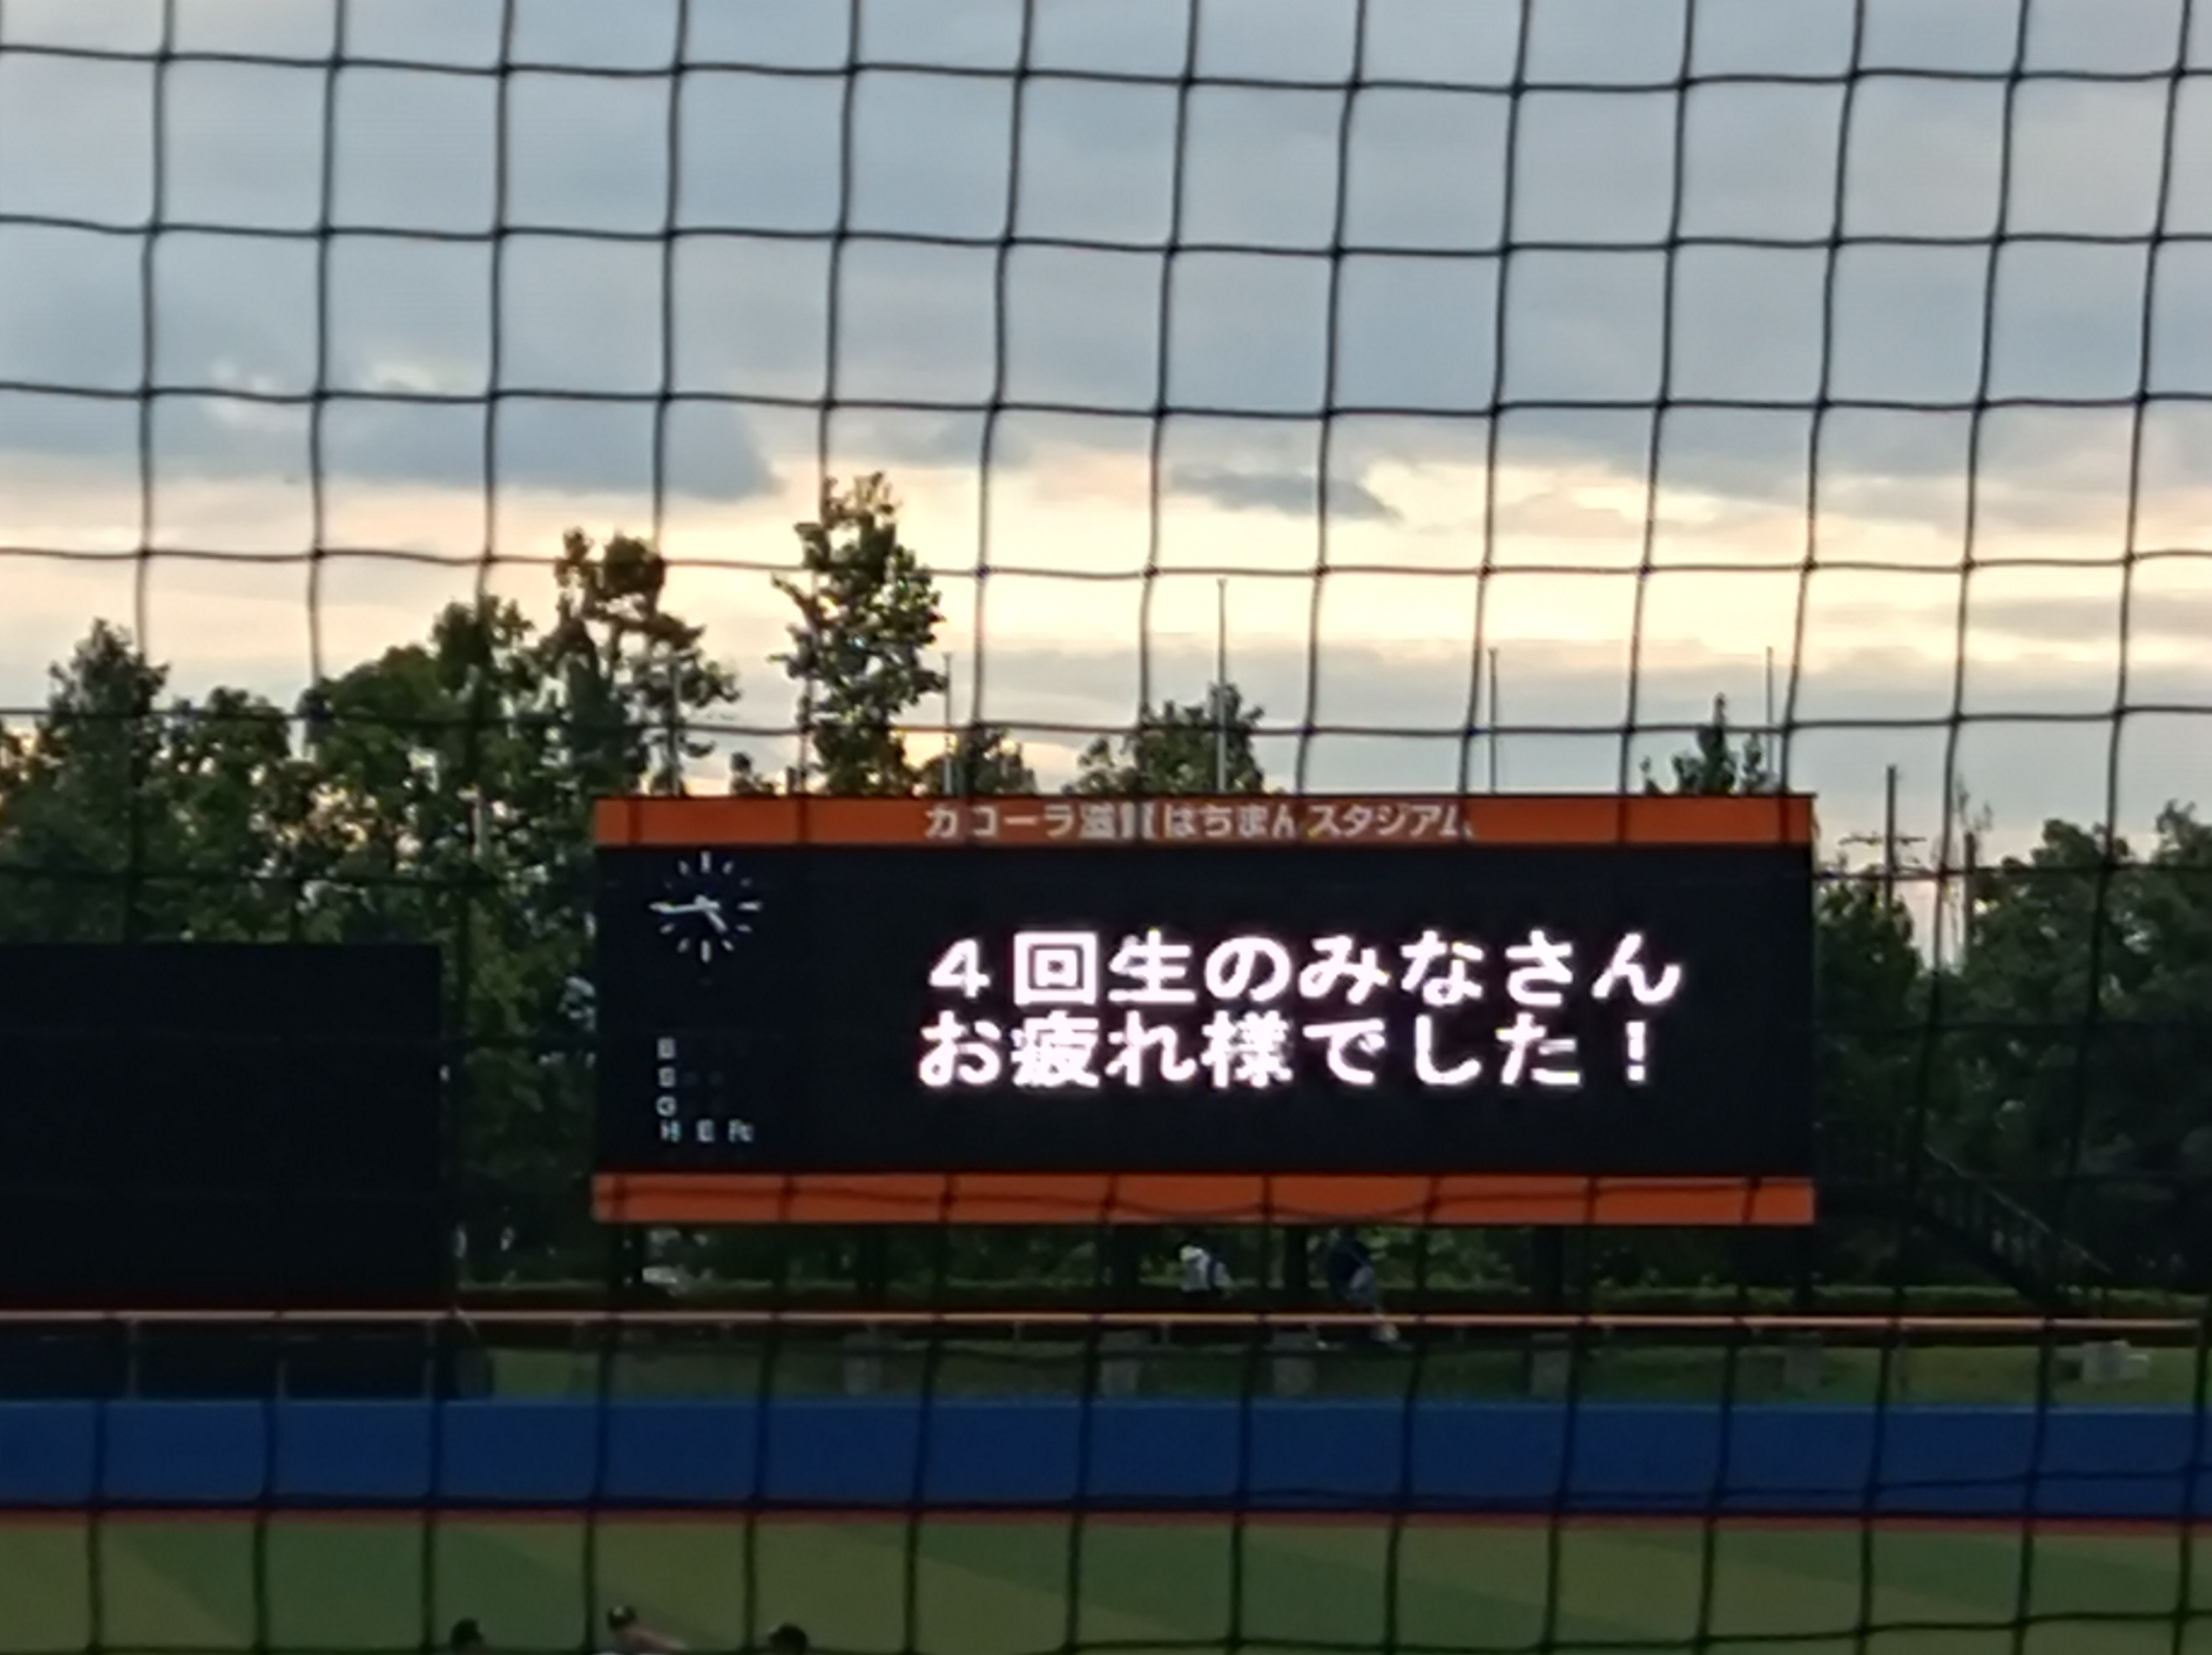 カコーラ滋賀はちまんスタジアム
4回生のみなさん
お疲れ様でした！
B
S
H E